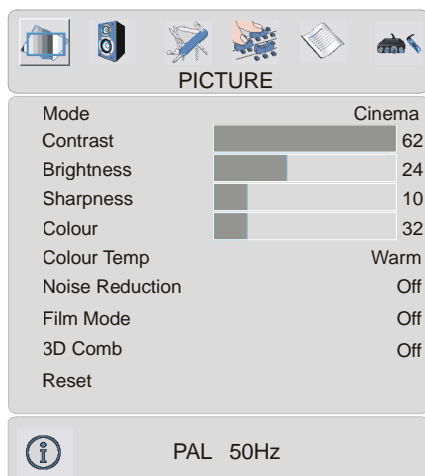 PICTURE
Mode Cinema
Contrast 62
Brightness 24
Sharpness 10
Colour 32
Colour Temp Warm
Noise Reduction Off
Film Mode Off
3D Comb Off
Reset
i PAL 50Hz